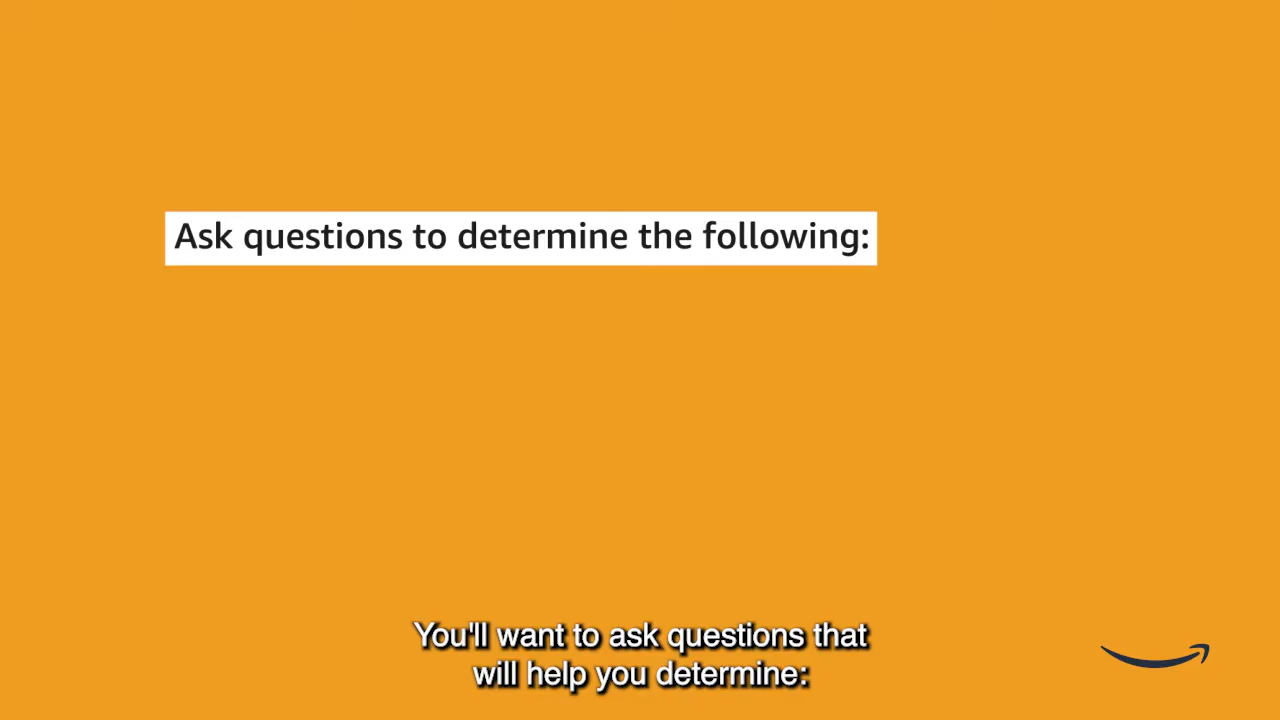 Ask questions to determine the following:
You'll want to ask questions that
will help you determine: